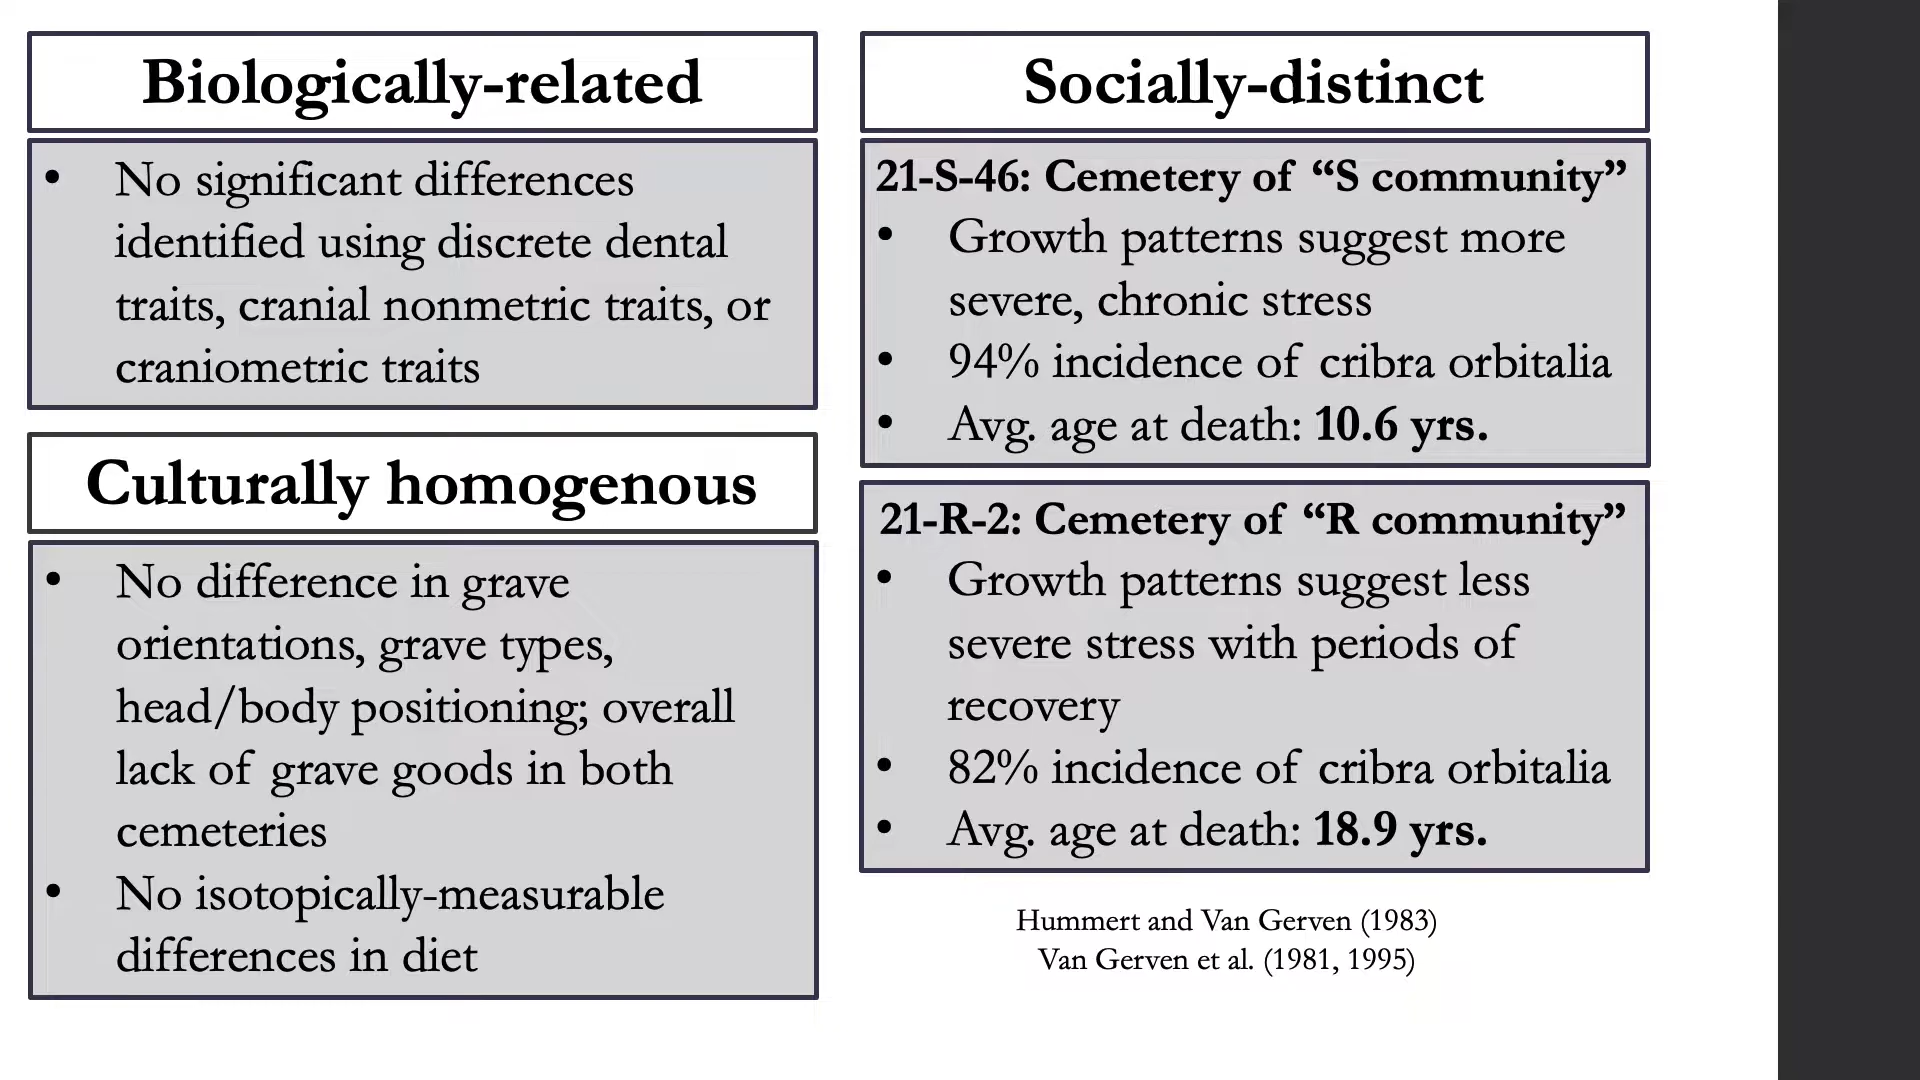 Biologically-related
• No significant differences
identified using discrete dental
traits, cranial nonmetric traits, or
craniometric traits
Culturally homogenous
• No difference in grave
orientations, grave types,
head/body positioning; overall
lack of grave goods in both
cemeteries
• No isotopically-measurable
differences in diet
Socially-distinct
21-S-46: Cemetery of “S community”
• Growth patterns suggest more
severe, chronic stress
• 94% incidence of cribra orbitalia
• Avg. age at death: 10.6 yrs.
21-R-2: Cemetery of “R community”
• Growth patterns suggest less
severe stress with periods of
recovery
• 82% incidence of cribra orbitalia
• Avg. age at death: 18.9 yrs.
Hummert and Van Gerven (1983)
Van Gerven et al. (1981, 1995)